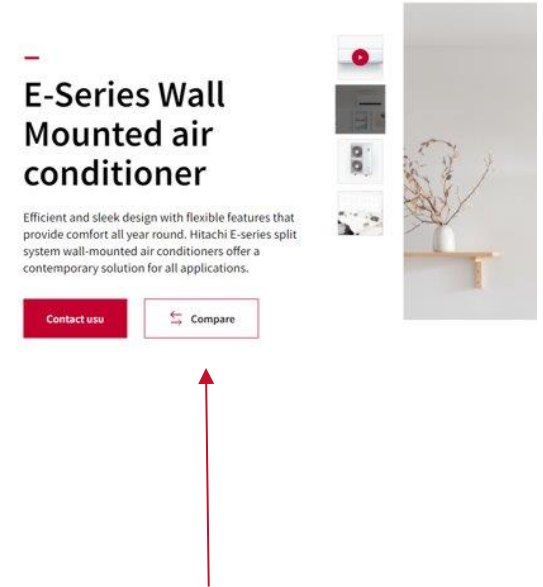 E-Series Wall
Mounted air
conditioner
Efficient and sleek design with flexible features that
provide comfort all year round. Hitachi E-series split
system wall-mounted air conditioners offer a
contemporary solution for all applications.
Contact usu
Compare